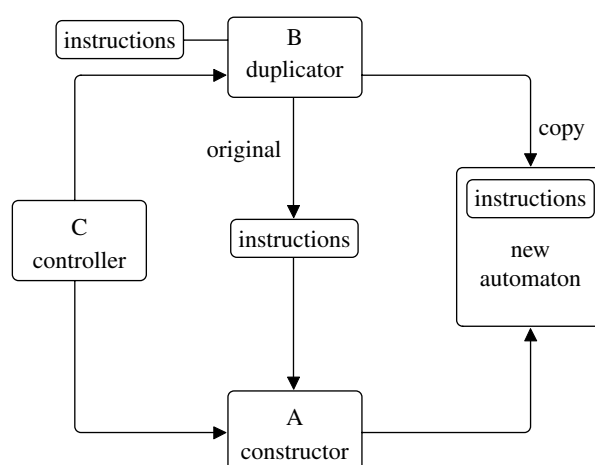 instructions
B
duplicator
original
copy
C
controller
instructions
instructions
new
automaton
A
constructor